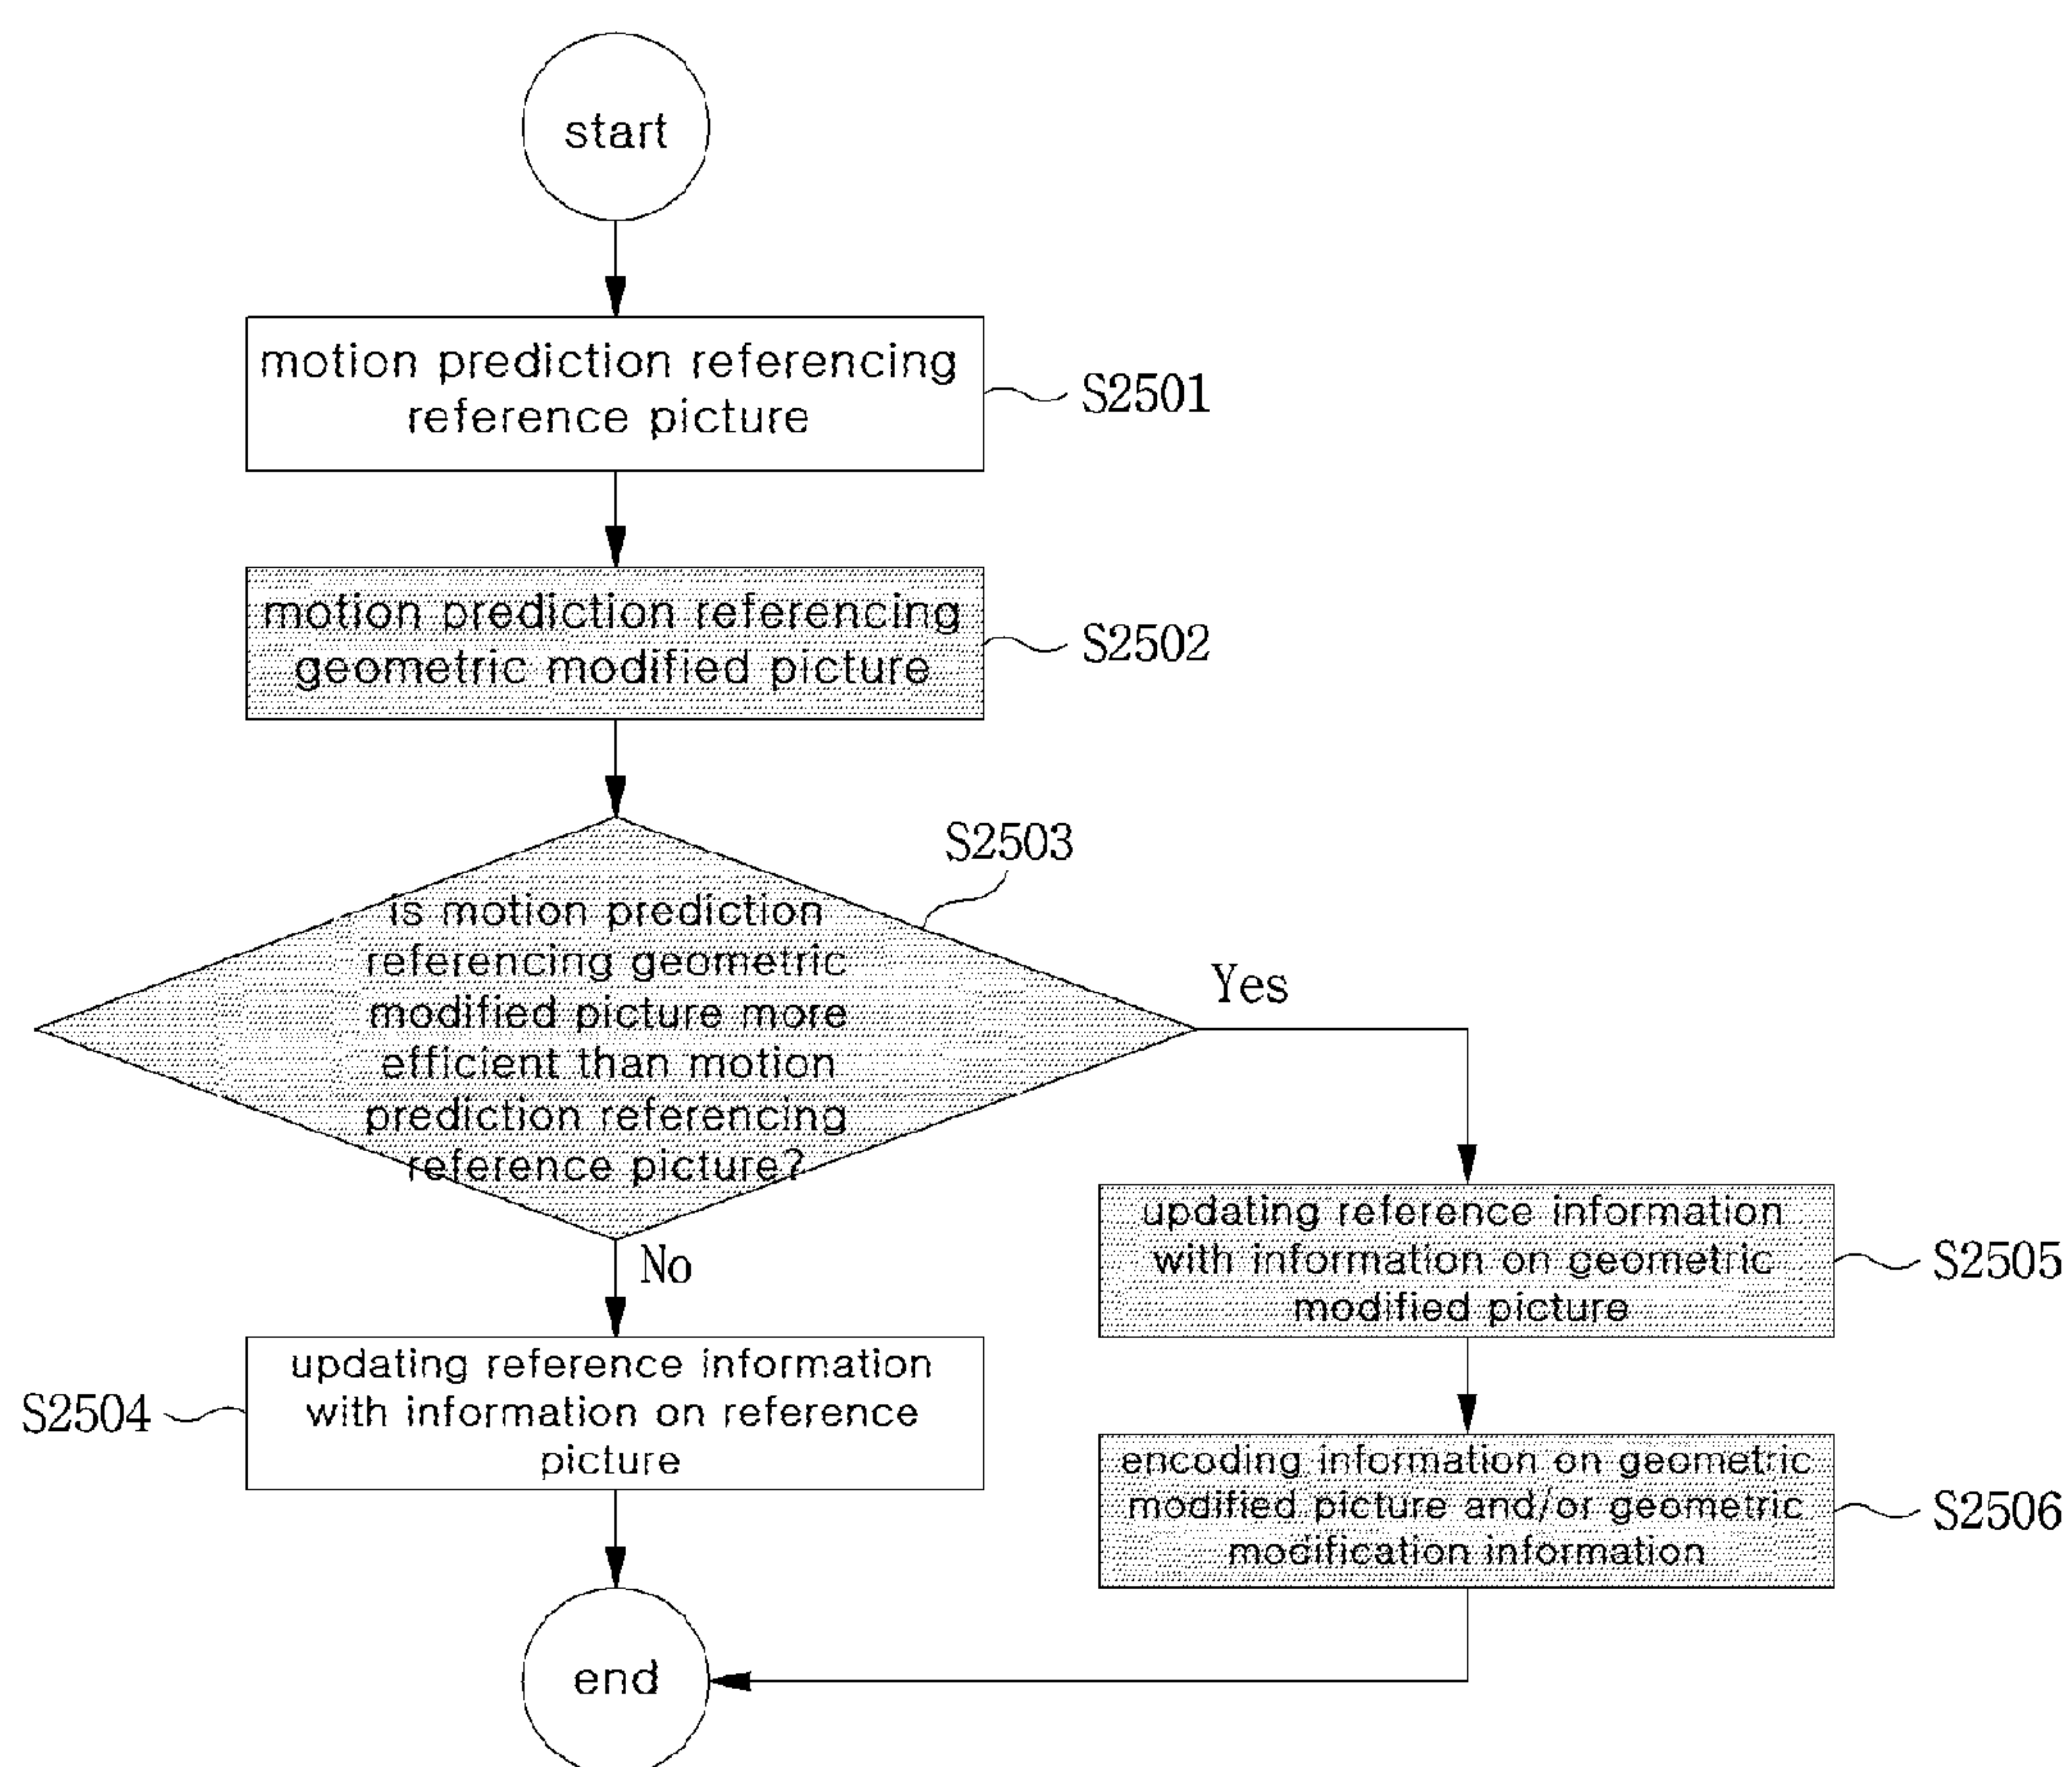 start
motion prediction referencing
reference picture
S2501
motion prediction referencing
geometric modified picture
S2502
S2503
is motion prediction
referencing geometric
modified picture more
efficient than motion
prediction referencing
reference picture?
Yes
No
updating reference information
with information on geometric
modified picture
S2505
updating reference information
with information on reference
picture
S2504
encoding information on geometric
modified picture and/or geometric
modification information
S2506
end